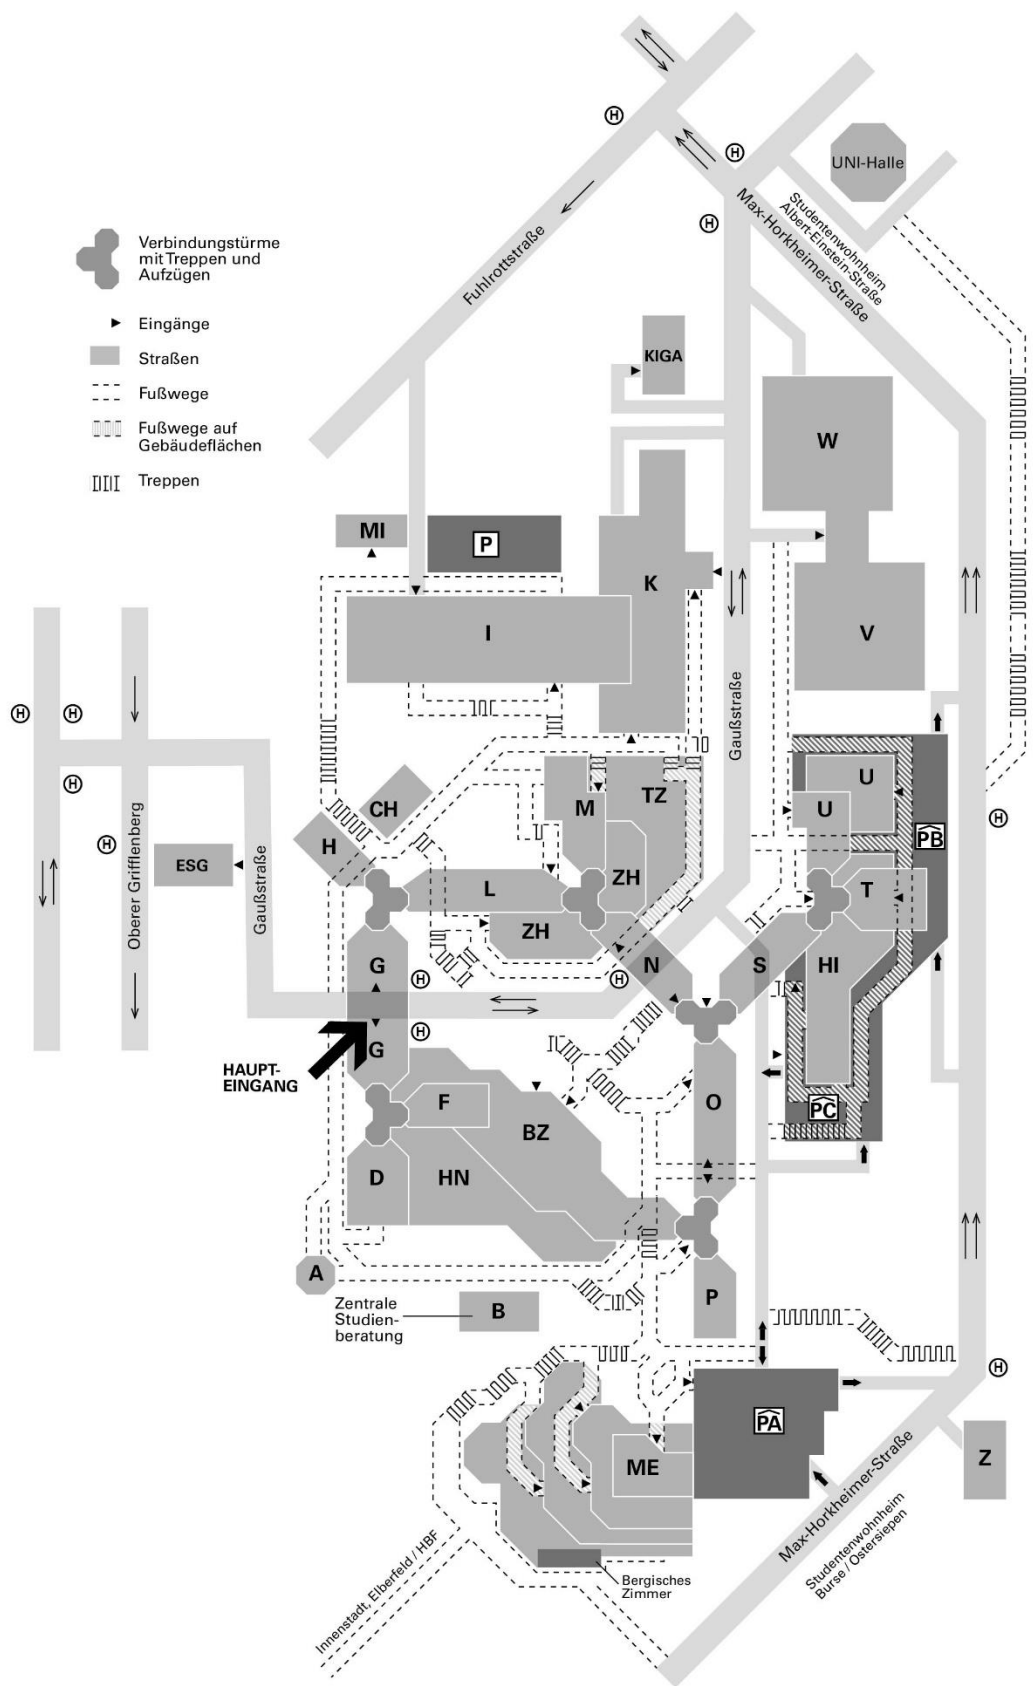 H
H
H
UNI-Halle
Studentenwohnheim
Albert-Einstein-Straße
Max-Horkheimer-Straße
Fuhlrottstraße
Verbindungstürme
mit Treppen und
Aufzügen
Eingänge
Straßen
Fußwege
Fußwege auf
Gebäudeflächen
Treppen
KIGA
W
MI
P
K
I
V
Gaußstraße
H
H
H
H
H
Oberer Grifflenberg
Gaußstraße
ESG
CH
H
M
TZ
U
U
PB
L
ZH
ZH
T
N
S
HI
G
H
H
H
G
HAUPT-
EINGANG
F
BZ
O
PC
D
HN
A
P
B
Zentrale
Studien-
beratung
H
PA
ME
Z
Max-Horkheimer-Straße
Studentenwohnheim
Burse / Ostersiepen
Bergisches
Zimmer
Innenstadt, Elberfeld / HBF